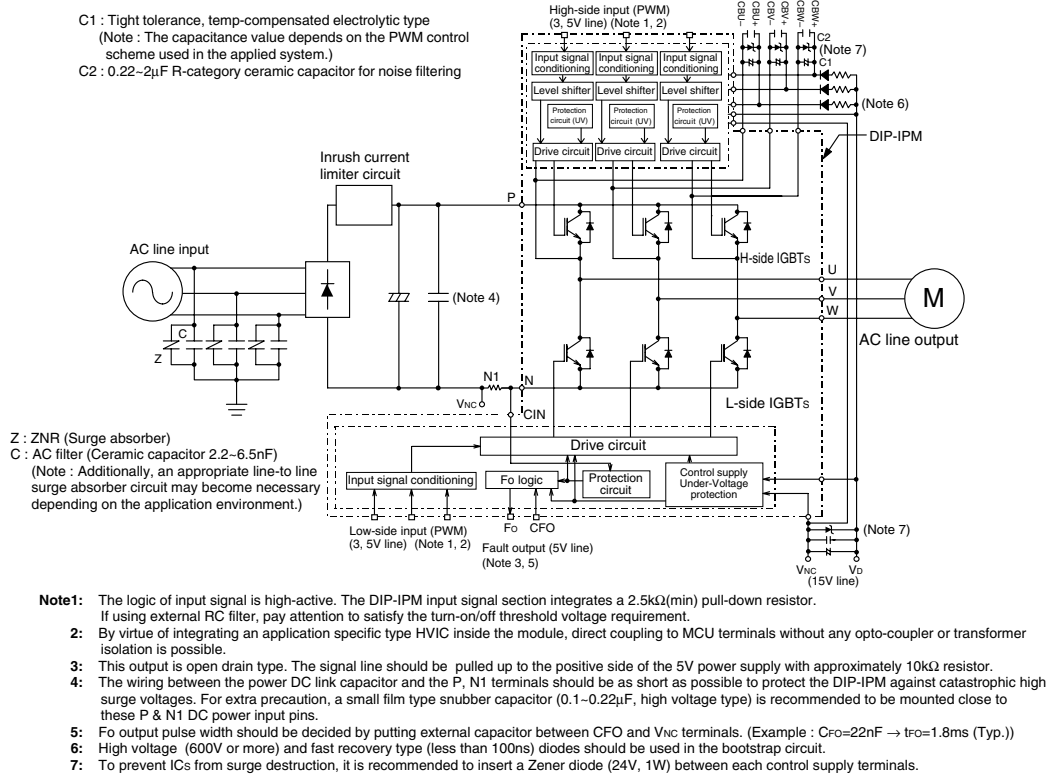 C1 : Tight tolerance, temp-compensated electrolytic type
(Note : The capacitance value depends on the PWM control
scheme used in the applied system.)
C2 : 0.22~2μF R-category ceramic capacitor for noise filtering
High-side input (PWM)
(3, 5V line) (Note 1, 2)
CBU–
CBU+
CBV–
CBV+
CBW–
CBW+
C2
(Note 7)
C1
(Note 6)
DIP-IPM
Input signal conditioning
Input signal conditioning
Input signal conditioning
Level shifter
Level shifter
Level shifter
Protection circuit (UV)
Protection circuit (UV)
Protection circuit (UV)
Drive circuit
Drive circuit
Drive circuit
Inrush current
limiter circuit
P
AC line input
(Note 4)
H-side IGBTS
U
V
W
M
AC line output
C
Z
N1
N
VNC
CIN
L-side IGBTS
Z : ZNR (Surge absorber)
C : AC filter (Ceramic capacitor 2.2~6.5nF)
(Note : Additionally, an appropriate line-to line
surge absorber circuit may become necessary
depending on the application environment.)
Drive circuit
Input signal conditioning
Fo logic
Protection
circuit
Control supply
Under-Voltage
protection
Low-side input (PWM)
(3, 5V line) (Note 1, 2)
FO
CFO
Fault output (5V line)
(Note 3, 5)
(Note 7)
VNC
VD
(15V line)
Note1: The logic of input signal is high-active. The DIP-IPM input signal section integrates a 2.5kΩ(min) pull-down resistor.
If using external RC filter, pay attention to satisfy the turn-on/off threshold voltage requirement.
2: By virtue of integrating an application specific type HVIC inside the module, direct coupling to MCU terminals without any opto-coupler or transformer
isolation is possible.
3: This output is open drain type. The signal line should be pulled up to the positive side of the 5V power supply with approximately 10kΩ resistor.
4: The wiring between the power DC link capacitor and the P, N1 terminals should be as short as possible to protect the DIP-IPM against catastrophic high
surge voltages. For extra precaution, a small film type snubber capacitor (0.1~0.22μF, high voltage type) is recommended to be mounted close to
these P & N1 DC power input pins.
5: Fo output pulse width should be decided by putting external capacitor between CFO and VNC terminals. (Example : CFO=22nF → tFO=1.8ms (Typ.))
6: High voltage (600V or more) and fast recovery type (less than 100ns) diodes should be used in the bootstrap circuit.
7: To prevent ICs from surge destruction, it is recommended to insert a Zener diode (24V, 1W) between each control supply terminals.